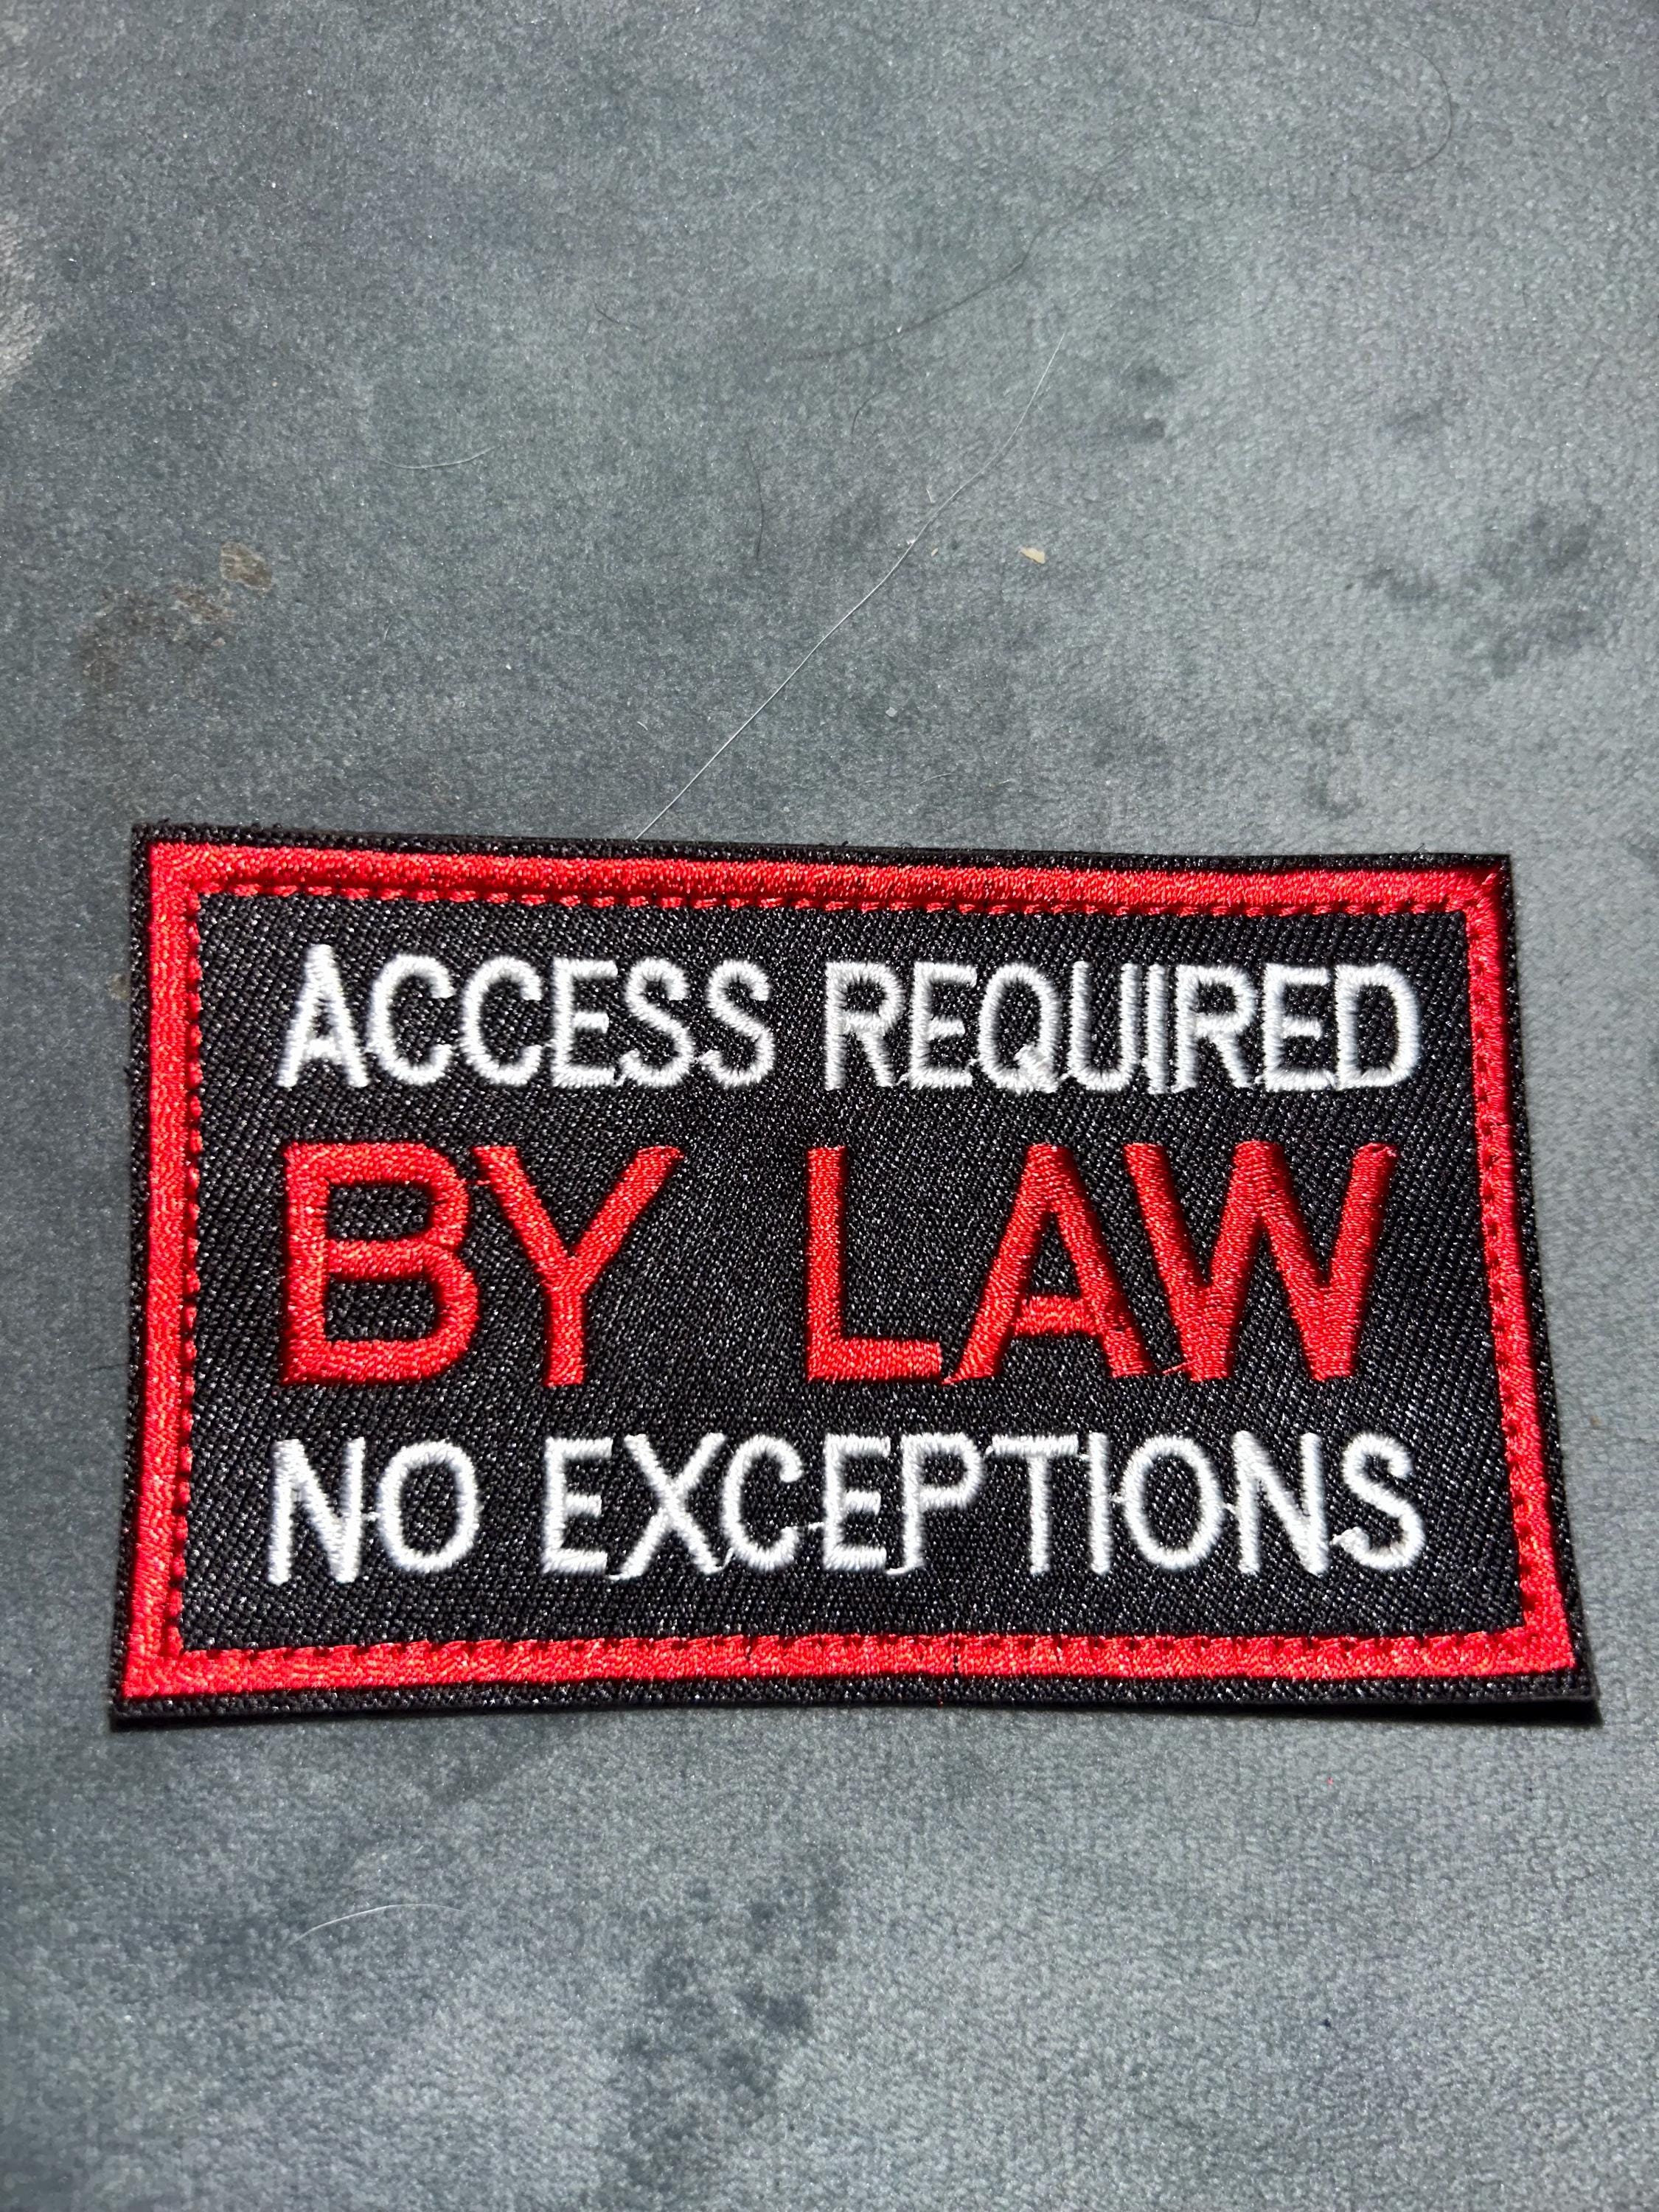 ACCESS REQUIRED
BY LAW
NO EXCEPTIONS